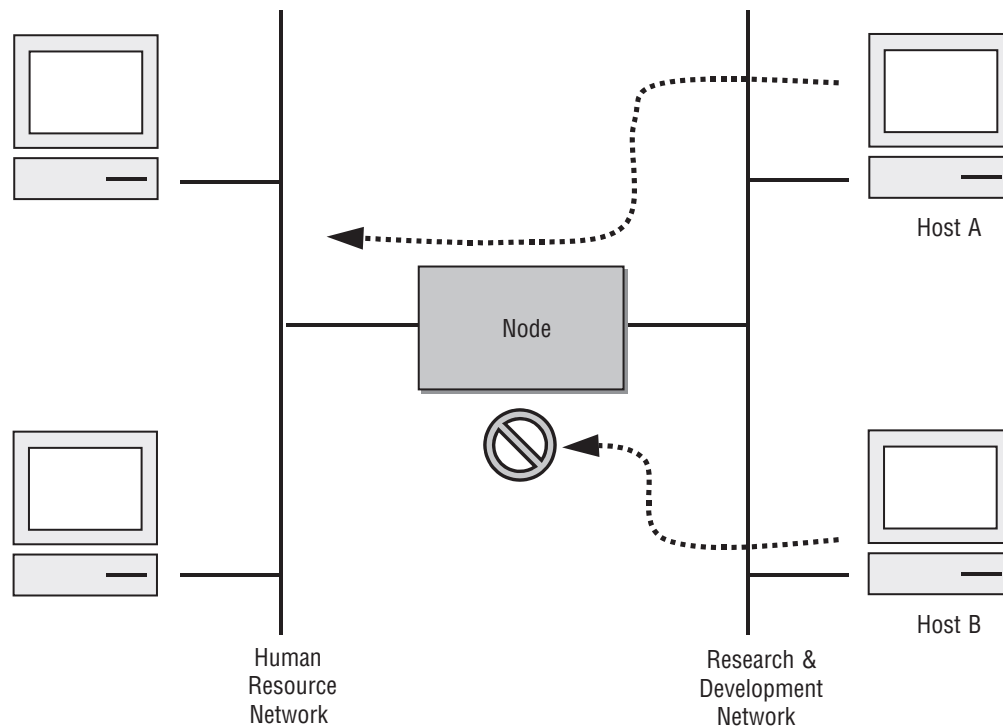 Host A
Node
Host B
Human
Resource
Network
Research &
Development
Network